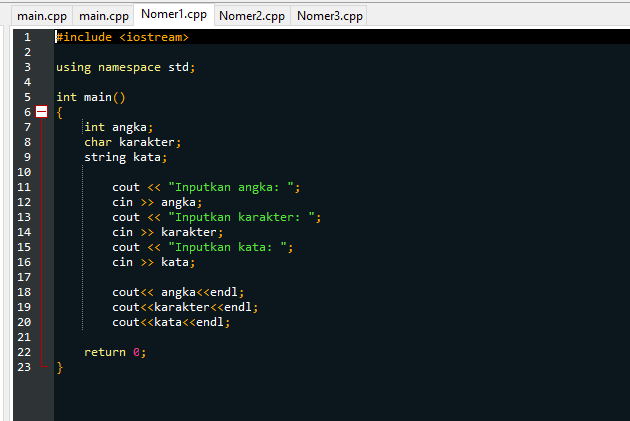 main.cpp main.cpp Nomer1.cpp Nomer2.cpp Nomer3.cpp
1 #include <iostream>
2
3 using namespace std;
4
5 int main()
6 {
7 int angka;
8 char karakter;
9 string kata;
10
11 cout << "Inputkan angka: ";
12 cin >> angka;
13 cout << "Inputkan karakter: ";
14 cin >> karakter;
15 cout << "Inputkan kata: ";
16 cin >> kata;
17
18 cout<< angka<<endl;
19 cout<<karakter<<endl;
20 cout<<kata<<endl;
21
22 return 0;
23 }